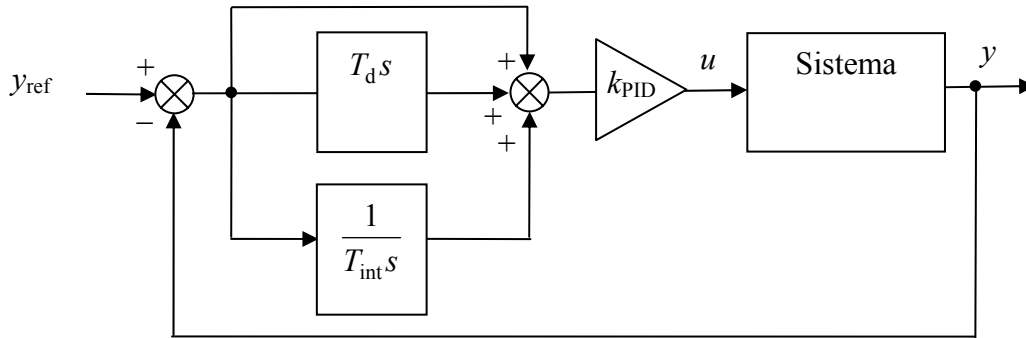 y_ref
+
−
T_d s
1
T_int s
+
+
+
k_PID
u
Sistema
y